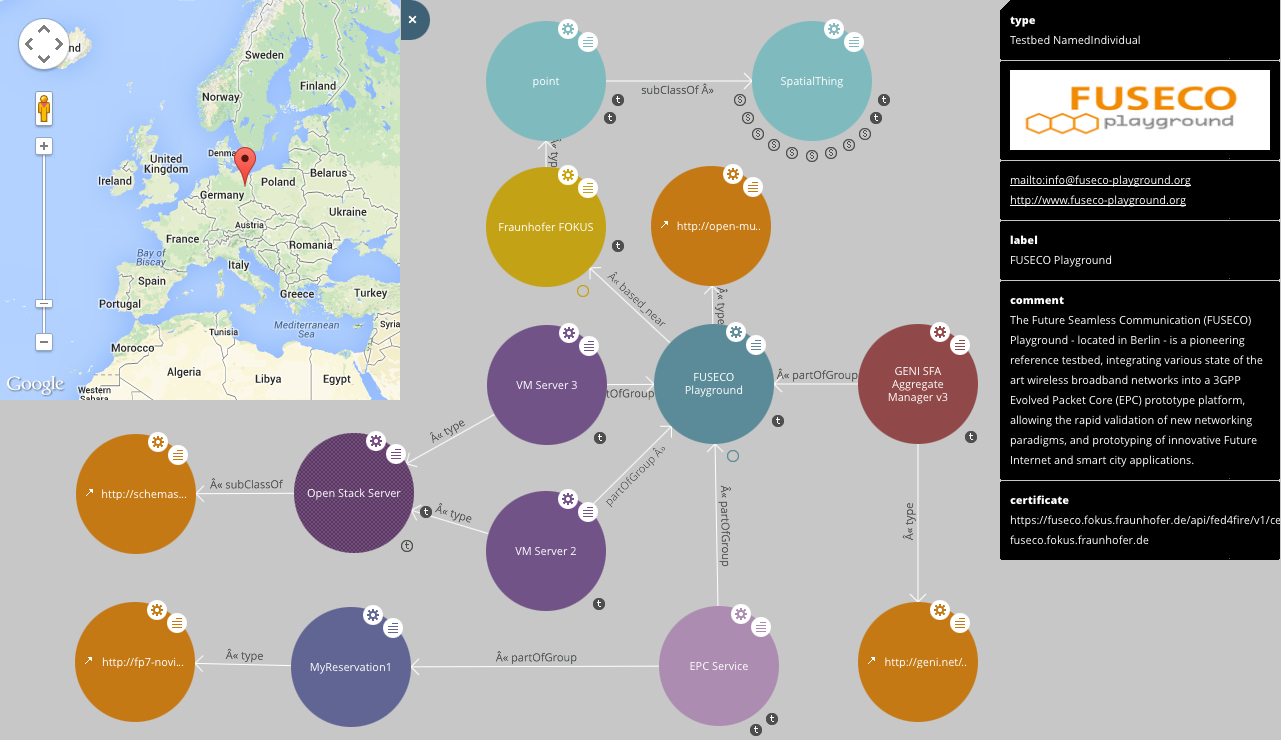 nd
Sweden
Finland
Norway
United
Kingdom
Denma
Ireland
Poland
Belarus
Germany
Ukraine
Austria
France
Romania
Bay of
Biscay
Italy
Spain
Portugal
Greece
Turkey
Tunisia
Mediterranean
Sea
Syria
Morocco
Algeria
Libya
Egypt
Western
Sahara
Google
×
point
subClassOf Â»
SpatialThing
t
t
t
t
S
S
S
S
S
S
S
S
S
Â« type
Fraunhofer FOKUS
t
http://open-mu..
Â« based_near
Â« type
VM Server 3
t
tOfGroup
FUSECO
Playground
t
Â« partOfGroup
GENI SFA
Aggregate
Manager v3
t
Â« type
http://schemas...
Â« subClassOf
Open Stack Server
t
t
Â« type
VM Server 2
t
partOfGroup Â»
Â« partOfGroup
Â« type
http://fp7-novi...
Â« type
MyReservation1
Â« partOfGroup
EPC Service
t
t
http://geni.net/..
type
Testbed NamedIndividual
FUSECO
playground
mailto:info@fuseco-playground.org
http://www.fuseco-playground.org
label
FUSECO Playground
comment
The Future Seamless Communication (FUSECO)
Playground - located in Berlin - is a pioneering
reference testbed, integrating various state of the
art wireless broadband networks into a 3GPP
Evolved Packet Core (EPC) prototype platform,
allowing the rapid validation of new networking
paradigms, and prototyping of innovative Future
Internet and smart city applications.
certificate
https://fuseco.fokus.fraunhofer.de/api/fed4fire/v1/ce
fuseco.fokus.fraunhofer.de